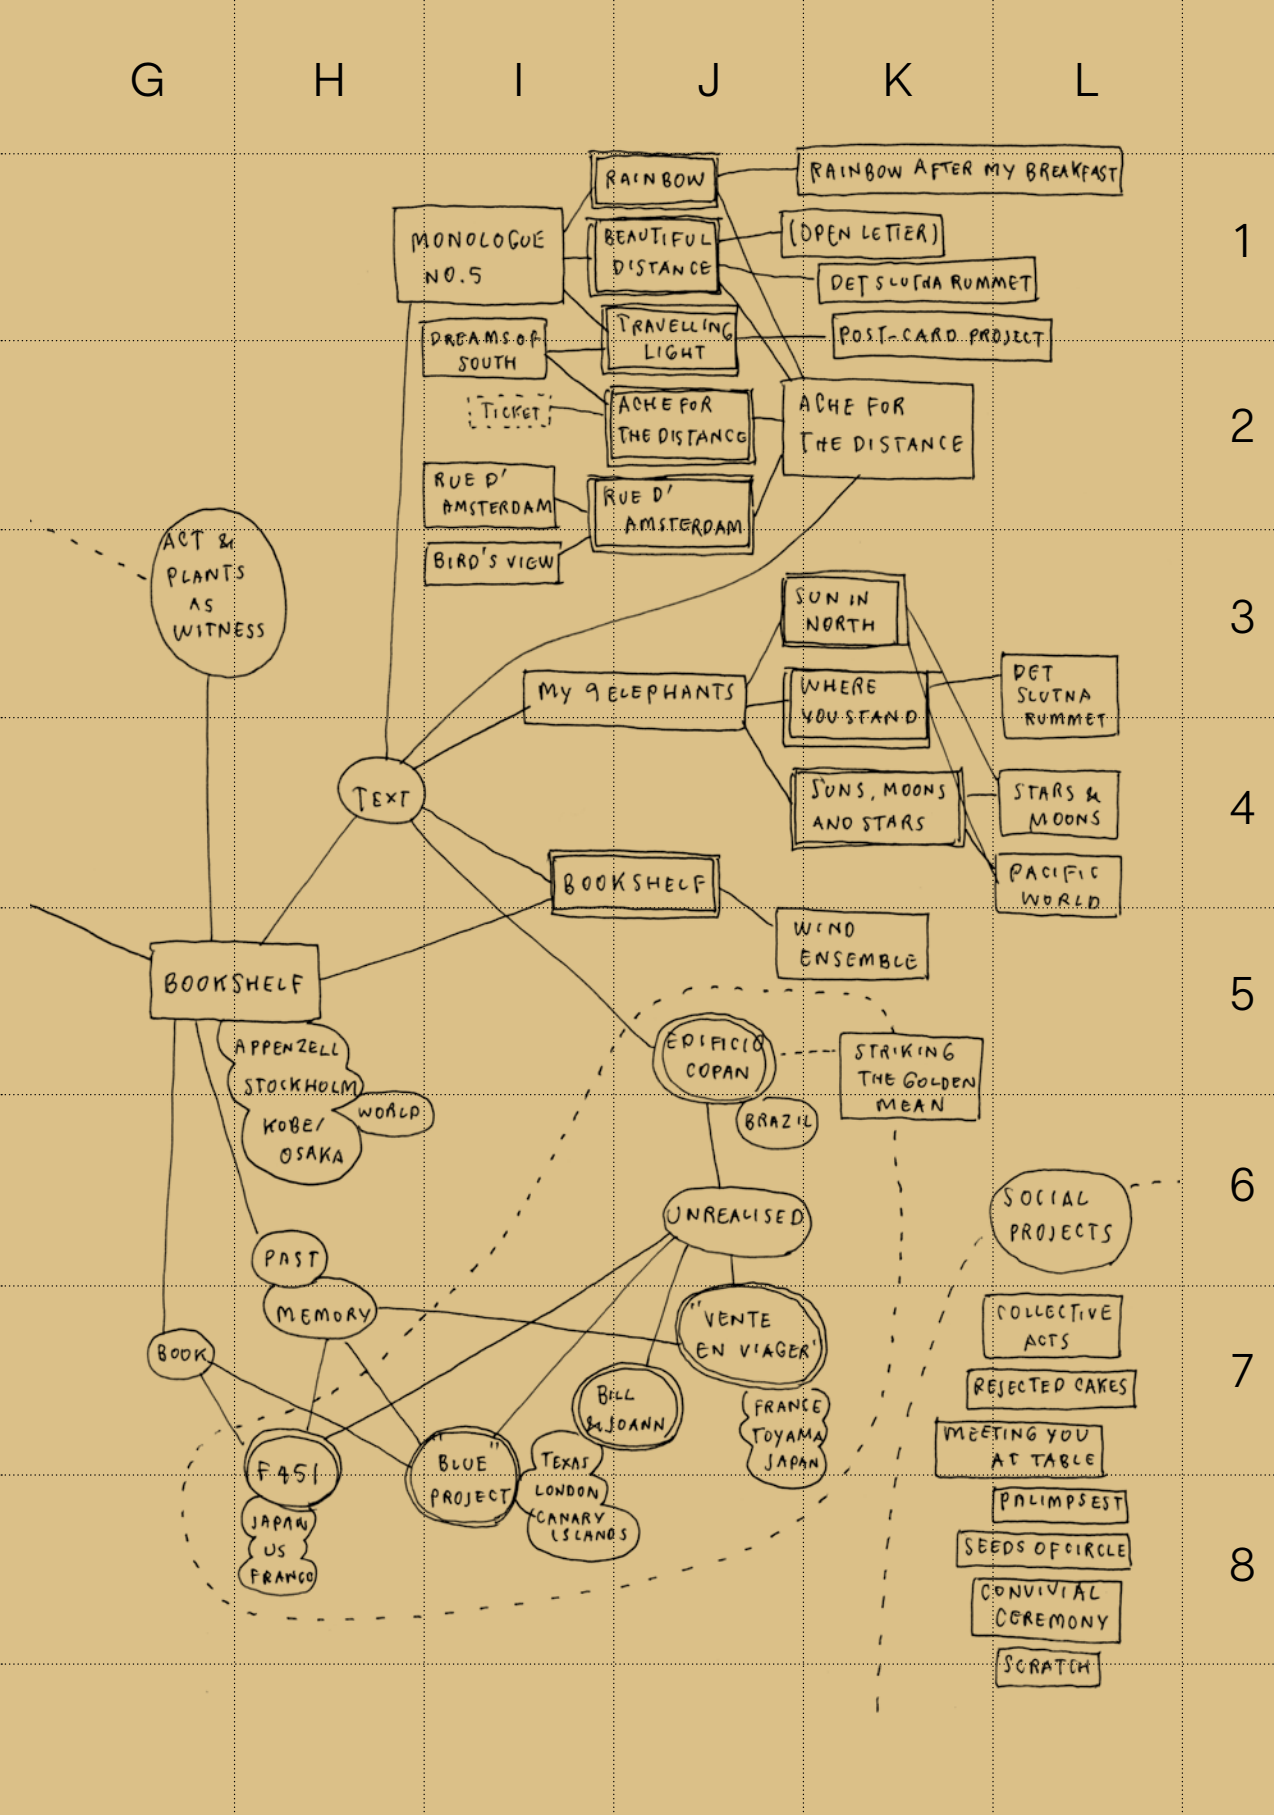 G H I J K L
1
2
3
4
5
6
7
8
RAINBOW
RAINBOW AFTER MY BREAKFAST
MONOLOGUE
NO.5
BEAUTIFUL
DISTANCE
(OPEN LETTER)
DET SLUTNA RUMMET
DREAMS OF
SOUTH
TRAVELLING
LIGHT
POST-CARD PROJECT
TICKET
ACHE FOR
THE DISTANCE
ACHE FOR
THE DISTANCE
RUE D'
AMSTERDAM
RUE D'
AMSTERDAM
BIRD'S VIEW
ACT &
PLANTS
AS
WITNESS
SUN IN
NORTH
MY 9 ELEPHANTS
WHERE
YOU STAND
DET
SLUTNA
RUMMET
TEXT
SUNS, MOONS
AND STARS
STARS &
MOONS
PACIFIC
WORLD
BOOKSHELF
WIND
ENSEMBLE
BOOKSHELF
APPENZELL
STOCKHOLM
KOBE/
OSAKA
WORLD
EDIFICIO
COPAN
BRAZIL
STRIKING
THE GOLDEN
MEAN
UNREALISED
SOCIAL
PROJECTS
PAST
MEMORY
BOOK
"VENTE
EN VIAGER"
FRANCE
TOYAMA
JAPAN
BILL
& JOANN
TEXAS
LONDON
CANARY
ISLANDS
F451
JAPAN
US
FRANCE
"BLUE"
PROJECT
COLLECTIVE
ACTS
REJECTED CAKES
MEETING YOU
AT TABLE
PALIMPSEST
SEEDS OF CIRCLE
CONVIVIAL
CEREMONY
SCRATCH